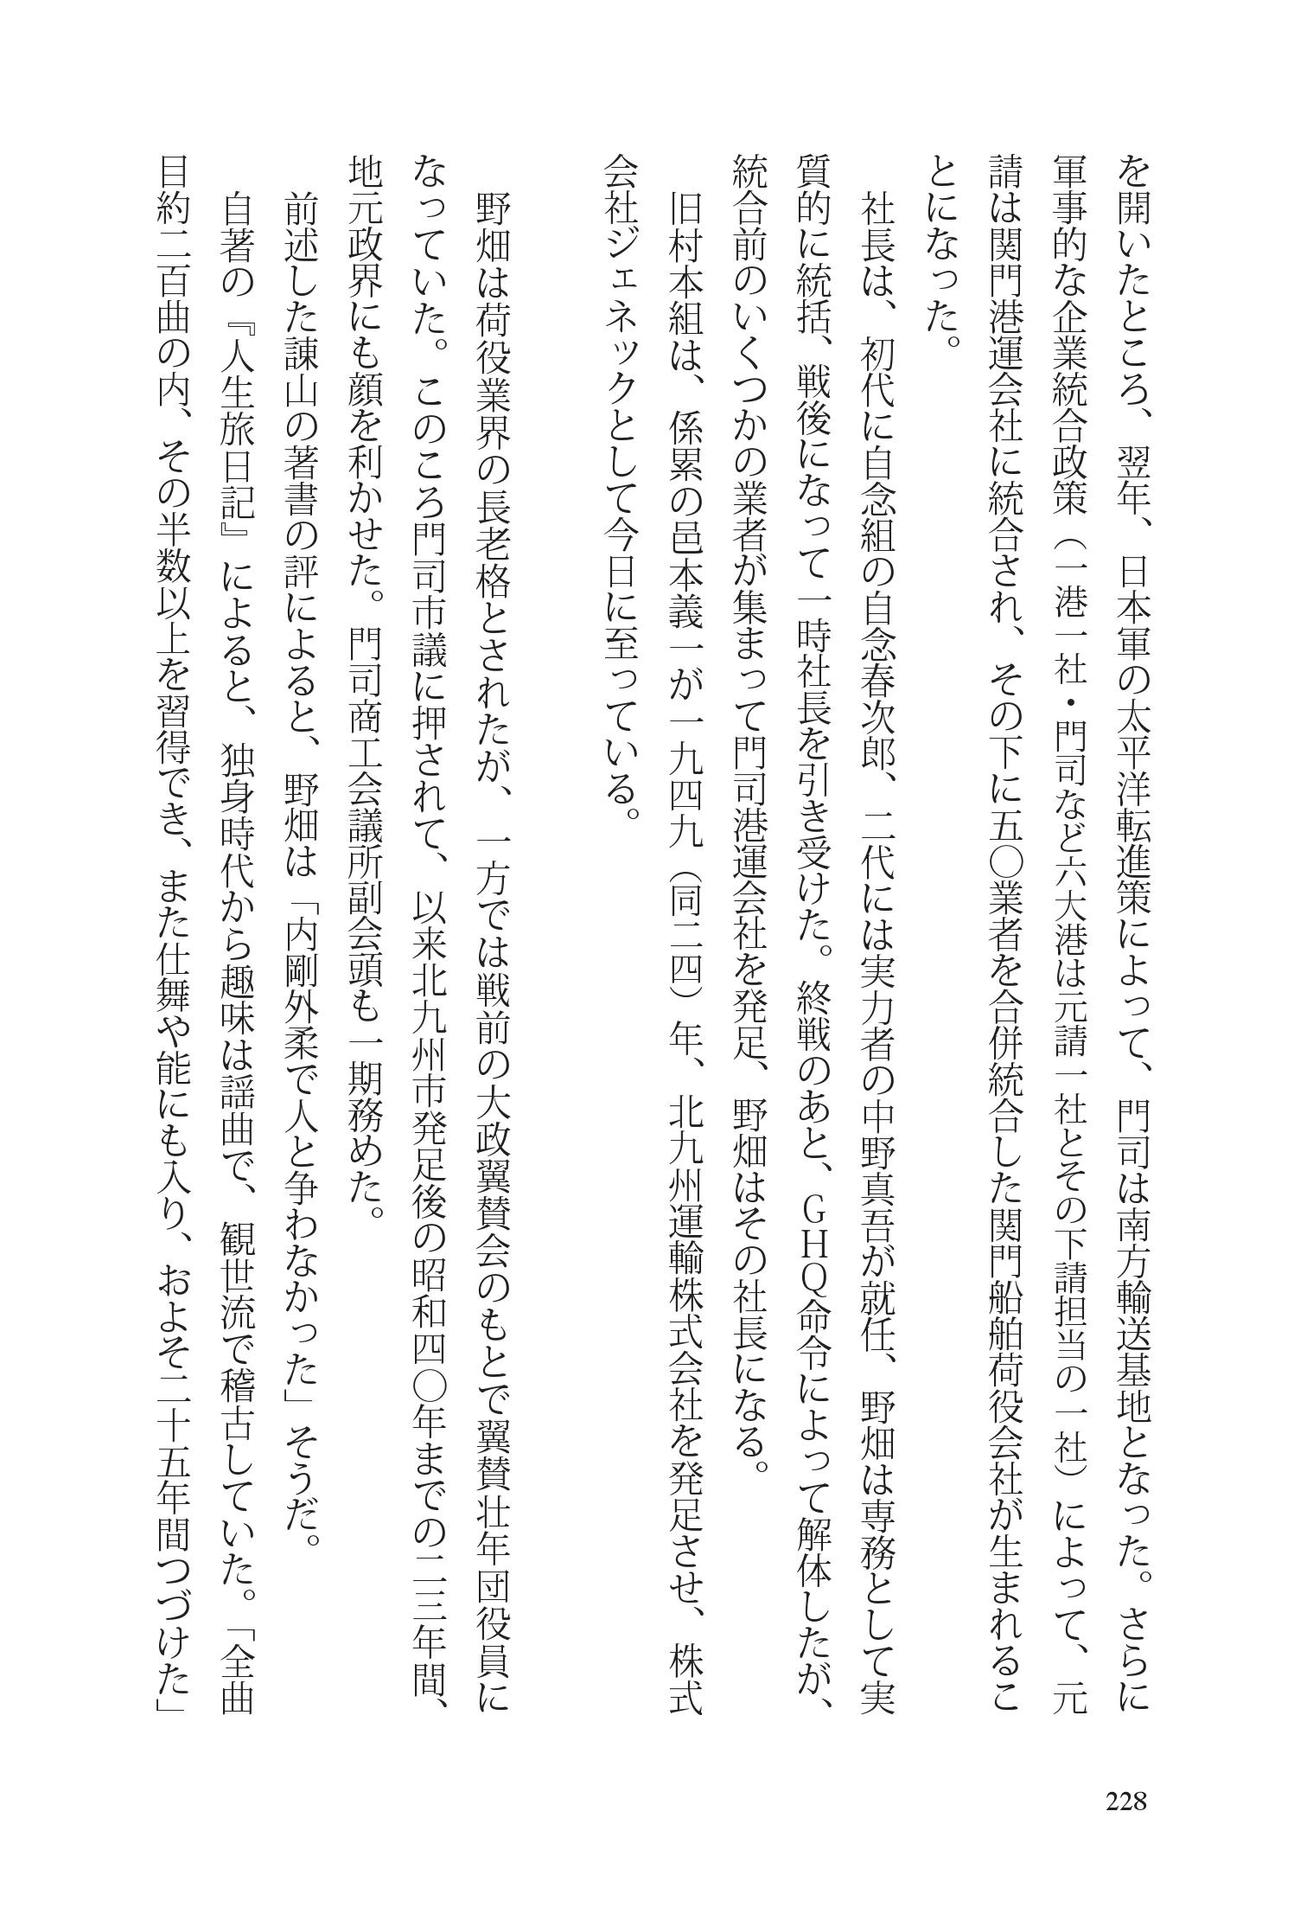 を開いたところ、翌年、日本軍の太平洋転進策によって、門司は南方輸送基地となった。さらに
軍事的な企業統合政策（一港一社・門司など六大港は元請一社とその下請担当の一社）によって、元
請は関門港運会社に統合され、その下に五〇業者を合併統合した関門船舶荷役会社が生まれるこ
とになった。
　社長は、初代に自念組の自念春次郎、二代には実力者の中野真吾が就任、野畑は専務として実
質的に統括、戦後になって一時社長を引き受けた。終戦のあと、ＧＨＱ命令によって解体したが、
統合前のいくつかの業者が集まって門司港運会社を発足、野畑はその社長になる。
　旧村本組は、係累の邑本義一が一九四九（同二四）年、北九州運輸株式会社を発足させ、株式
会社ジェネックとして今日に至っている。
　野畑は荷役業界の長老格とされたが、一方では戦前の大政翼賛会のもとで翼賛壮年団役員に
なっていた。このころ門司市議に押されて、以来北九州市発足後の昭和四〇年までの二三年間、
地元政界にも顔を利かせた。門司商工会議所副会頭も一期務めた。
　前述した諌山の著書の評によると、野畑は「内剛外柔で人と争わなかった」そうだ。
　自著の『人生旅日記』によると、独身時代から趣味は謡曲で、観世流で稽古していた。「全曲
目約二百曲の内、その半数以上を習得でき、また仕舞や能にも入り、およそ二十五年間つづけた」
228